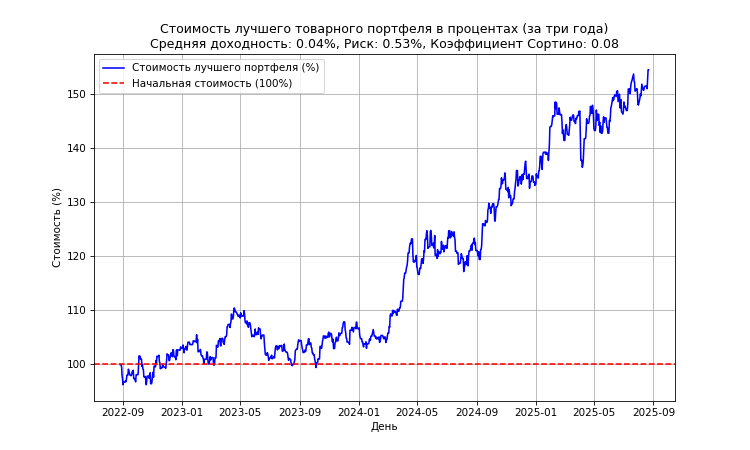 Стоимость лучшего товарного портфеля в процентах (за три года)
Средняя доходность: 0.04%, Риск: 0.53%, Коэффициент Сортино: 0.08
Стоимость лучшего портфеля (%)
Начальная стоимость (100%)
Стоимость (%)
150
140
130
120
110
100
2022-09 2023-01 2023-05 2023-09 2024-01 2024-05 2024-09 2025-01 2025-05 2025-09
День